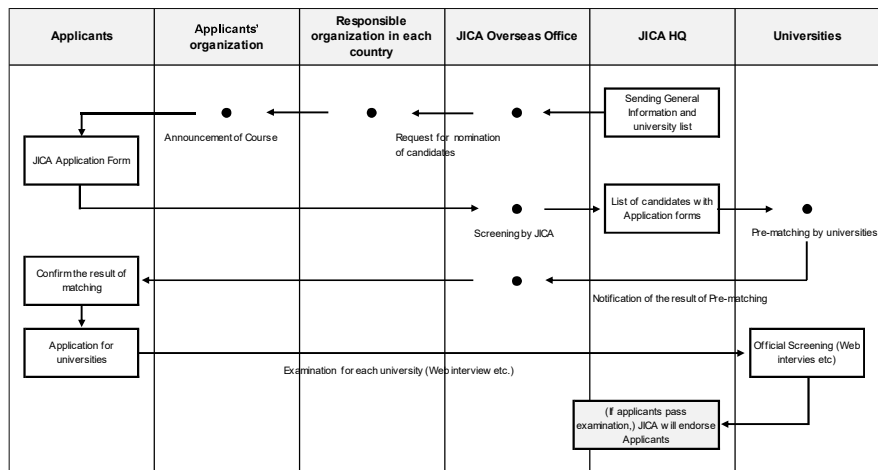 Applicants
Applicants'
organization
Responsible
organization in each
country
JICA Overseas Office
JICA HQ
Universities
Sending General
Information and
university list
Announcement of Course
Request for nomination
of candidates
JICA Application Form
List of candidates with
Application forms
Screening by JICA
Pre-matching by universities
Confirm the result of
matching
Notification of the result of Pre-matching
Application for
universities
Official Screening (Web
intervies etc)
Examination for each university (Web interview etc.)
(If applicants pass
examination,) JICA will endorse
Applicants